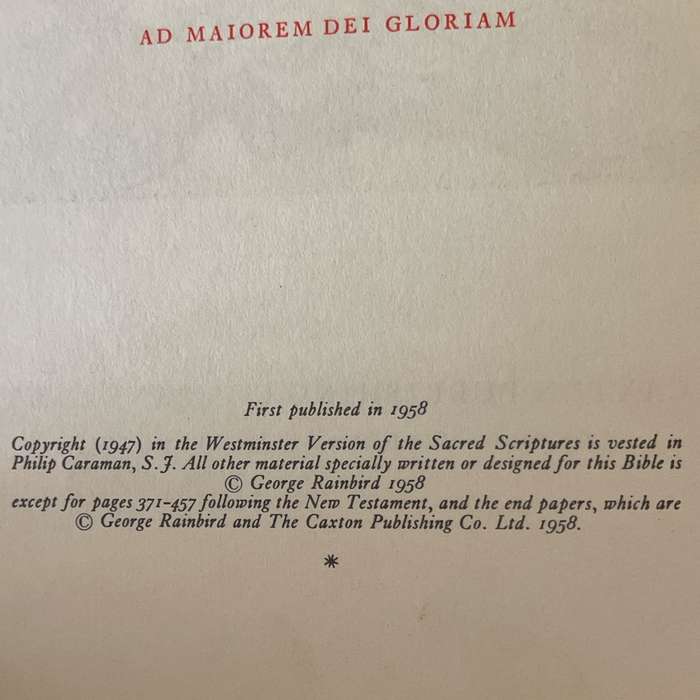 AD MAIOREM DEI GLORIAM
First published in 1958
Copyright (1947) in the Westminster Version of the Sacred Scriptures is vested in
Philip Caraman, S.J. All other material specially written or designed for this Bible is
© George Rainbird 1958
except for pages 371-457 following the New Testament, and the end papers, which are
© George Rainbird and The Caxton Publishing Co. Ltd. 1958.
*